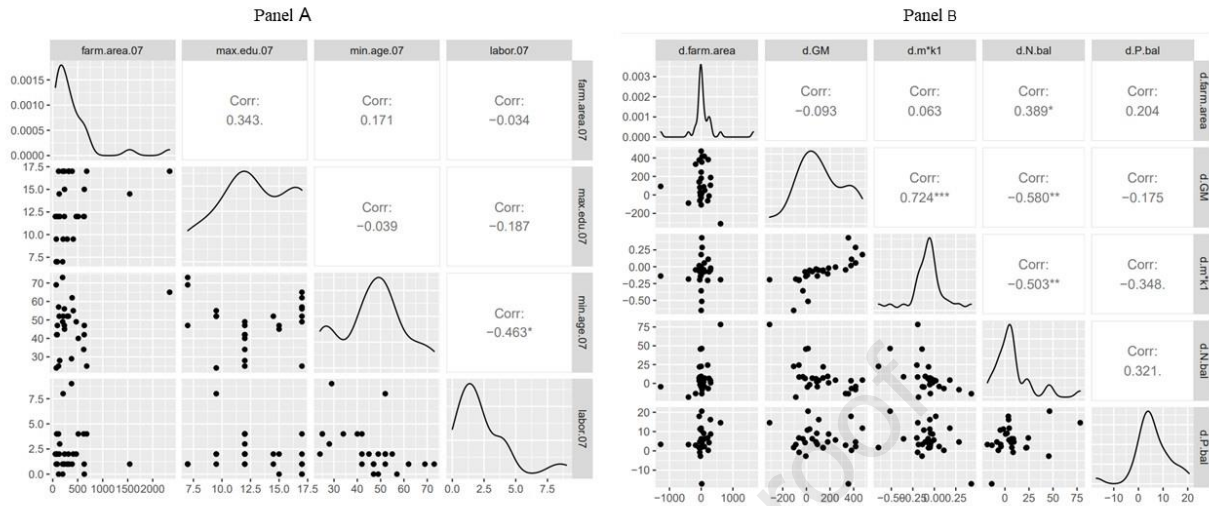 Panel A
farm.area.07 max.edu.07 min.age.07 labor.07
0.0015
0.0010
0.0005
0.0000
Corr:
0.343.
Corr:
0.171
Corr:
−0.034
farm.area.07
17.5
15.0
12.5
10.0
7.5
Corr:
−0.039
Corr:
−0.187
max.edu.07
70
60
50
40
30
Corr:
−0.463*
min.age.07
7.5
5.0
2.5
0.0
labor.07
0 500 1000 15002000 7.5 10.0 12.5 15.0 17.5 30 40 50 60 70 0.0 2.5 5.0 7.5
Panel B
d.farm.area d.GM d.m*k1 d.N.bal d.P.bal
0.003
0.002
0.001
0.000
Corr:
−0.093
Corr:
0.063
Corr:
0.389*
Corr:
0.204
d.farm.area
400
200
0
−200
Corr:
0.724***
Corr:
−0.580**
Corr:
−0.175
d.GM
0.25
0.00
−0.25
−0.50
Corr:
−0.503**
Corr:
−0.348.
d.m*k1
75
50
25
0
Corr:
0.321.
d.N.bal
20
10
0
−10
d.P.bal
−1000 0 1000 −200 0 200 400 −0.50−0.250.000.25 0 25 50 75 −10 0 10 20
roof